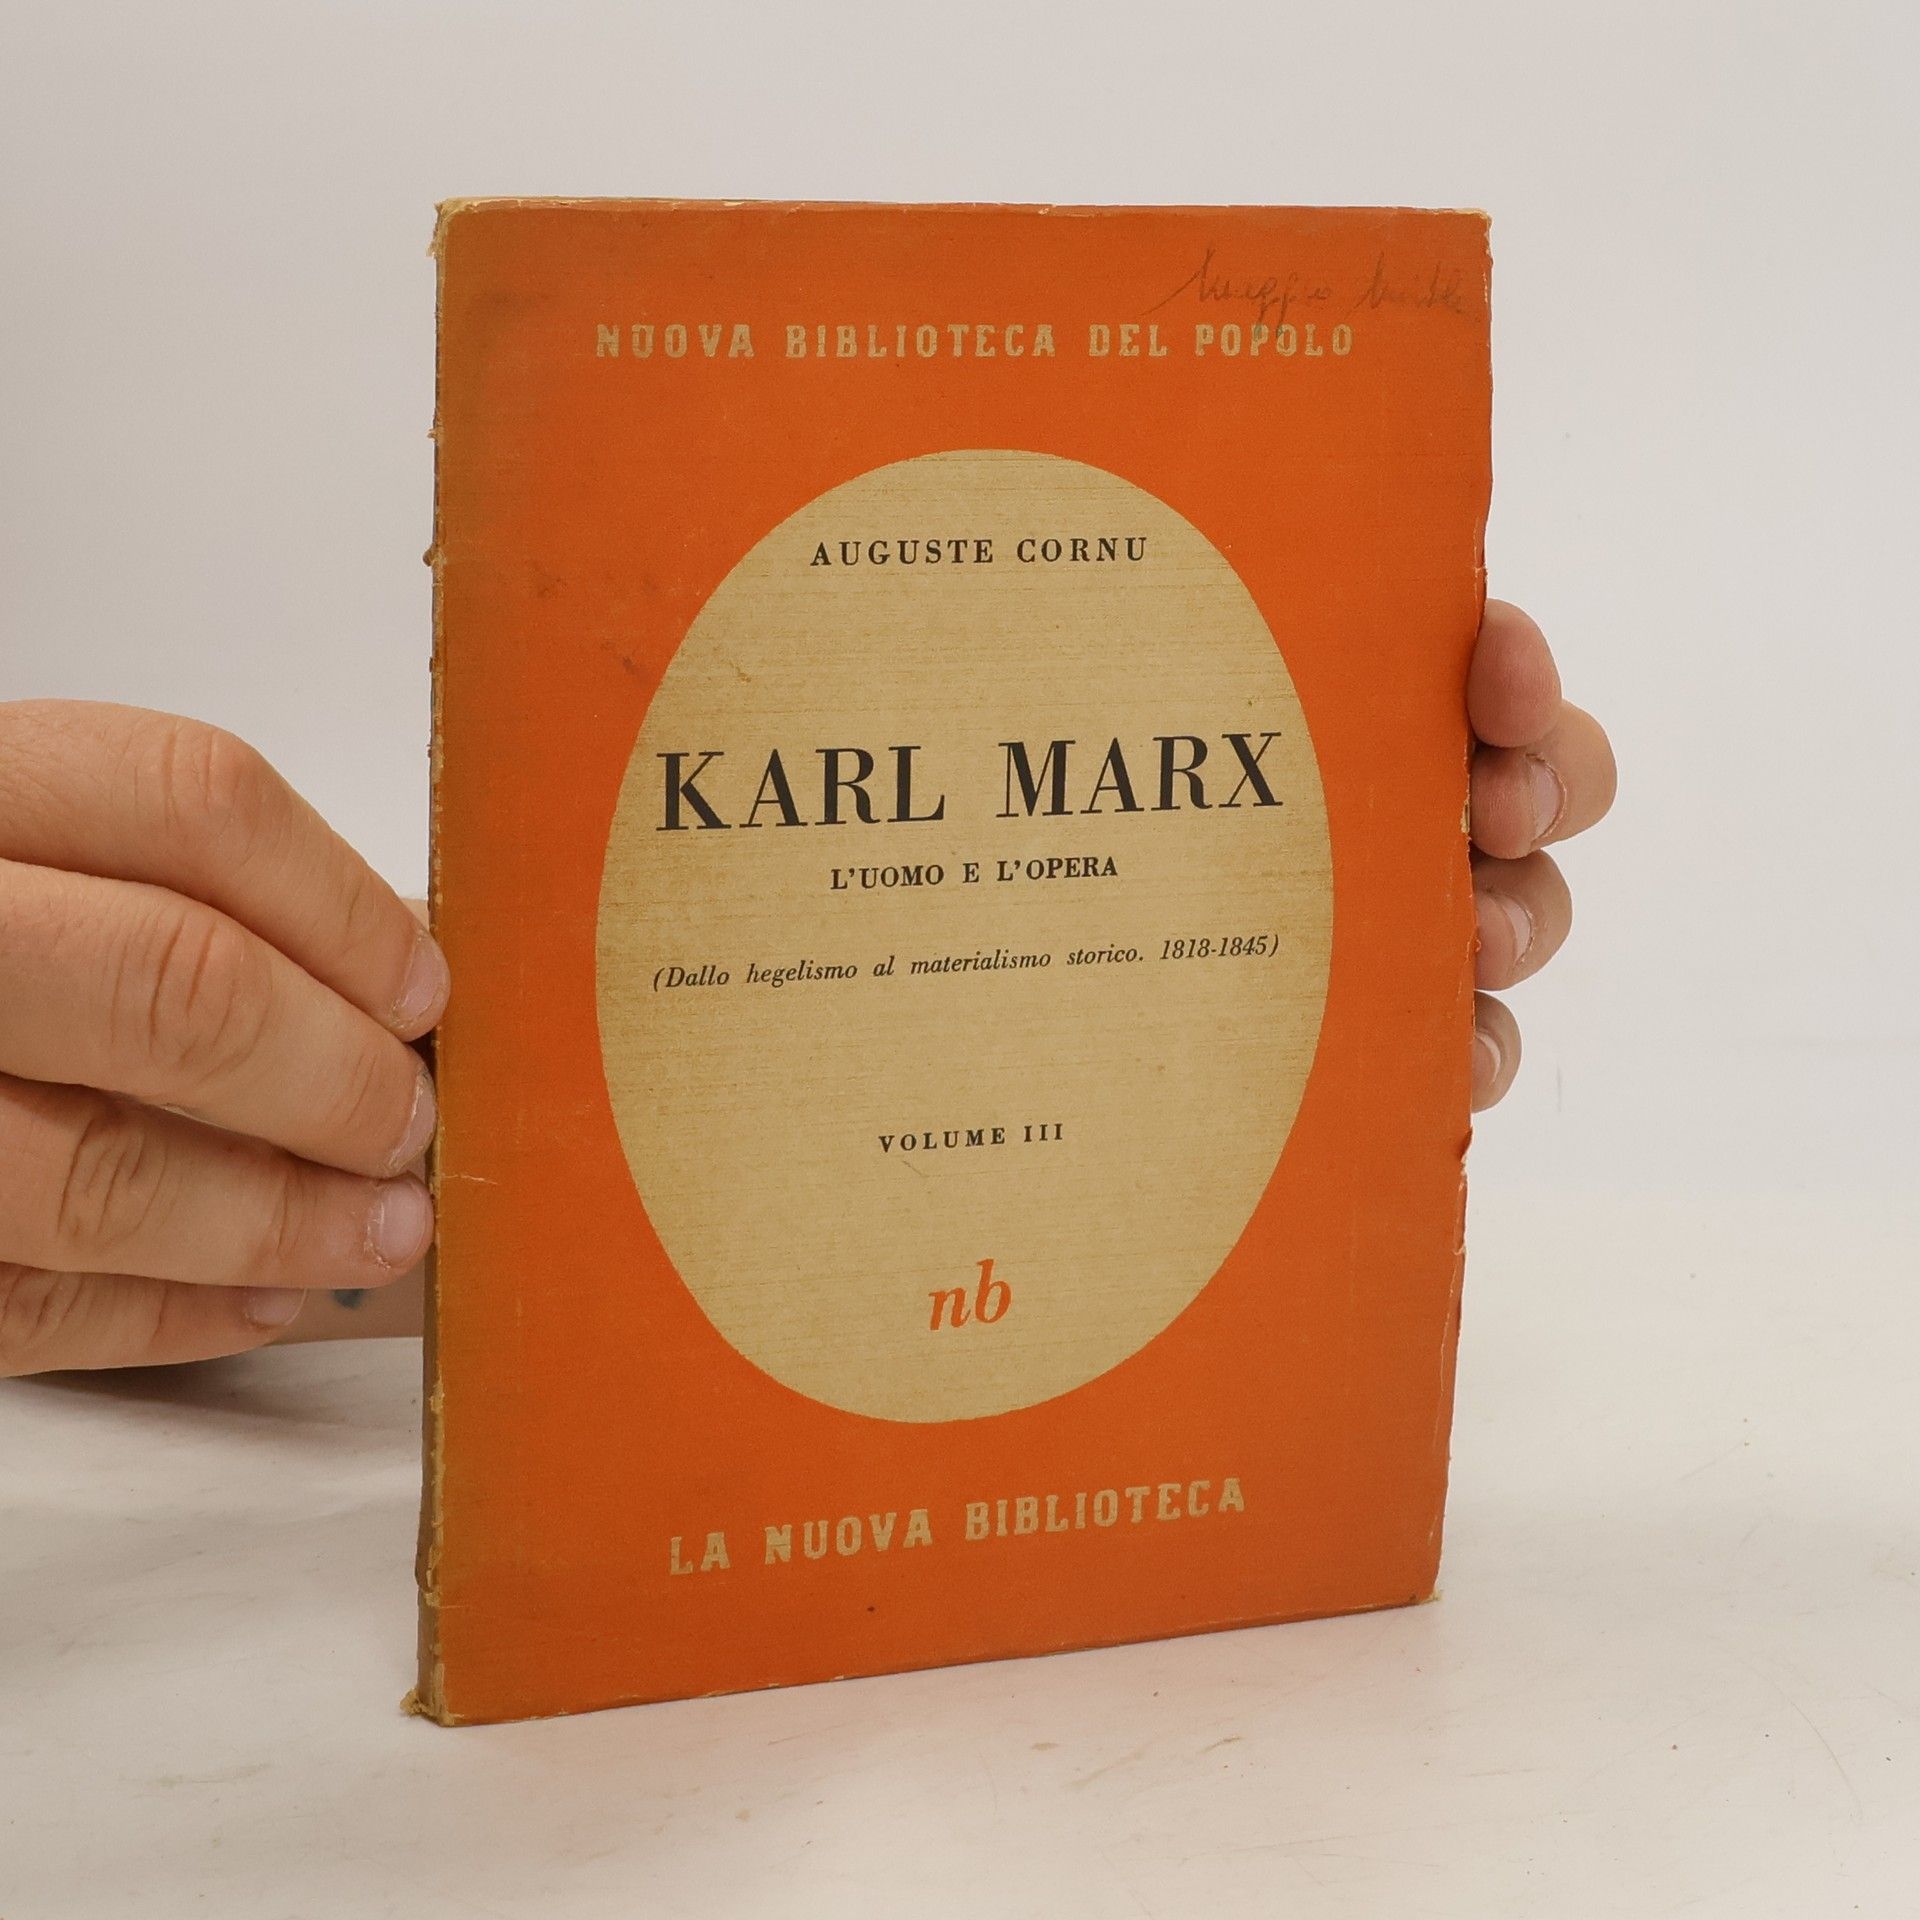 NUOVA BIBLIOTECA DEL POPOLO
AUGUSTE CORNU
KARL MARX
L'UOMO E L'OPERA
(Dallo hegelismo al materialismo storico. 1818-1845)
VOLUME III
nb
LA NUOVA BIBLIOTECA